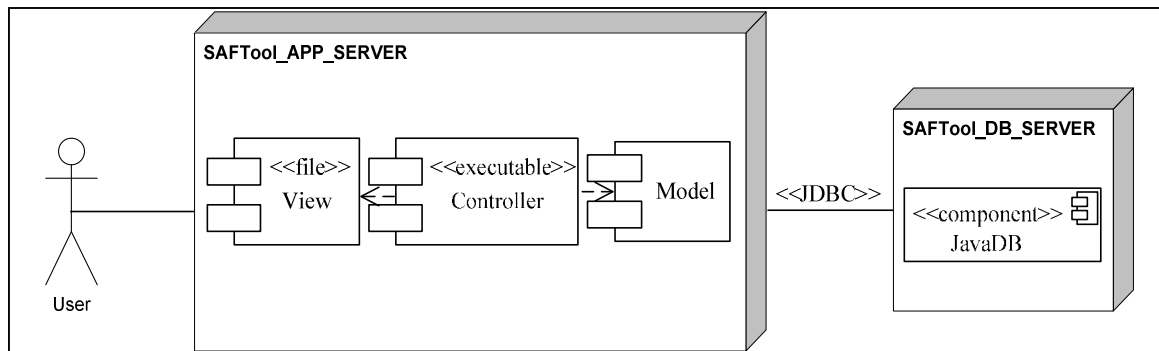 SAFTool_APP_SERVER
<<file>>
View
<<executable>>
Controller
Model
User
<<JDBC>>
SAFTool_DB_SERVER
<<component>>
JavaDB